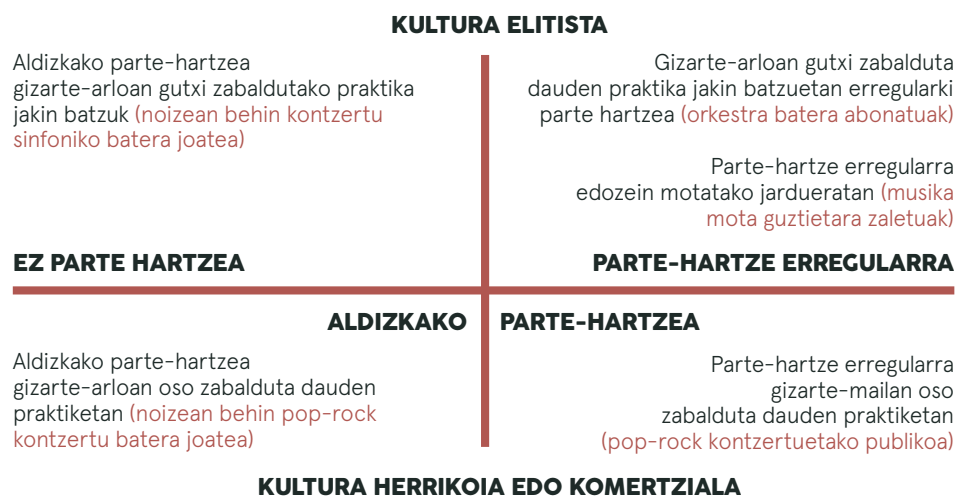 KULTURA ELITISTA
Aldizkako parte-hartzea
gizarte-arloan gutxi zabaldutako praktika
jakin batzuk (noizean behin kontzertu
sinfoniko batera joatea)
Gizarte-arloan gutxi zabalduta
dauden praktika jakin batzuetan erregularki
parte hartzea (orkestra batera abonatuak)
Parte-hartze erregularra
edozein motatako jardueratan (musika
mota guztietara zaletuak)
EZ PARTE HARTZEA
PARTE-HARTZE ERREGULARRA
ALDIZKAKO PARTE-HARTZEA
Aldizkako parte-hartzea
gizarte-arloan oso zabalduta dauden
praktiketan (noizean behin pop-rock
kontzertu batera joatea)
Parte-hartze erregularra
gizarte-mailan oso
zabalduta dauden praktiketan
(pop-rock kontzertuetako publikoa)
KULTURA HERRIKOIA EDO KOMERTZIALA